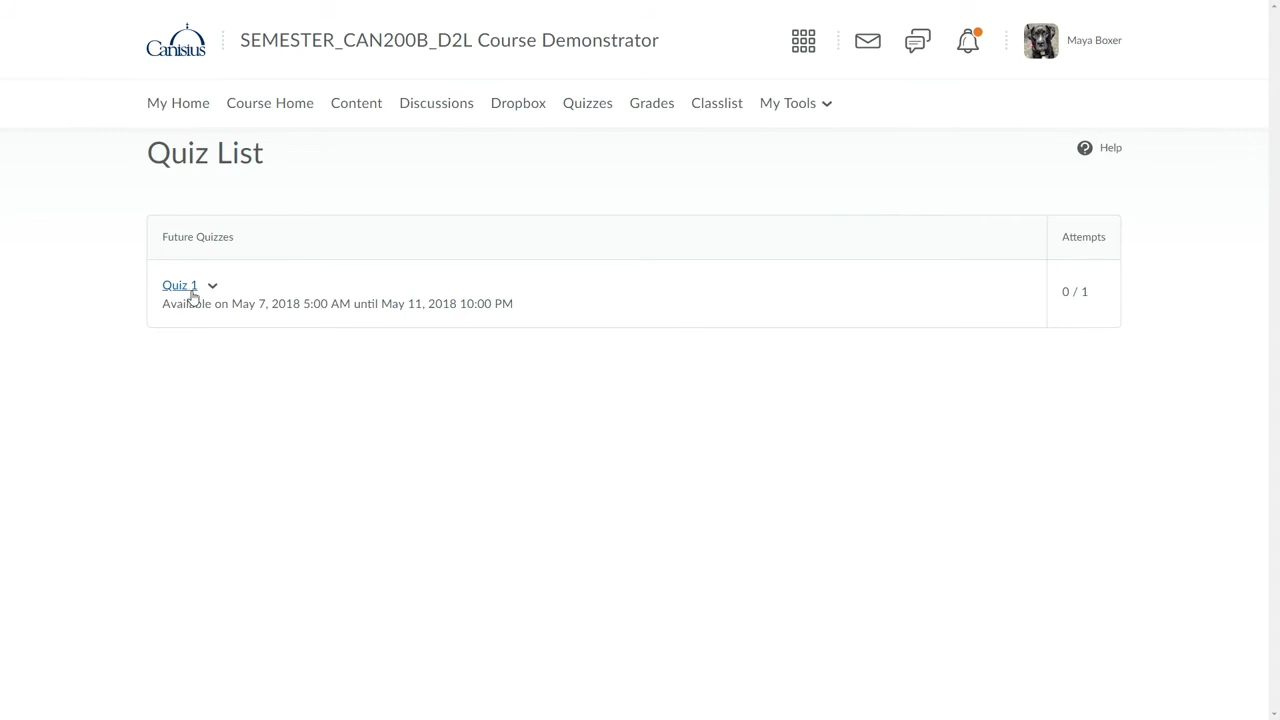 Canisius
SEMESTER_CAN200B_D2L Course Demonstrator
Maya Boxer
My Home Course Home Content Discussions Dropbox Quizzes Grades Classlist My Tools
Quiz List
Help
Future Quizzes Attempts
Quiz 1
Available on May 7, 2018 5:00 AM until May 11, 2018 10:00 PM
0 / 1